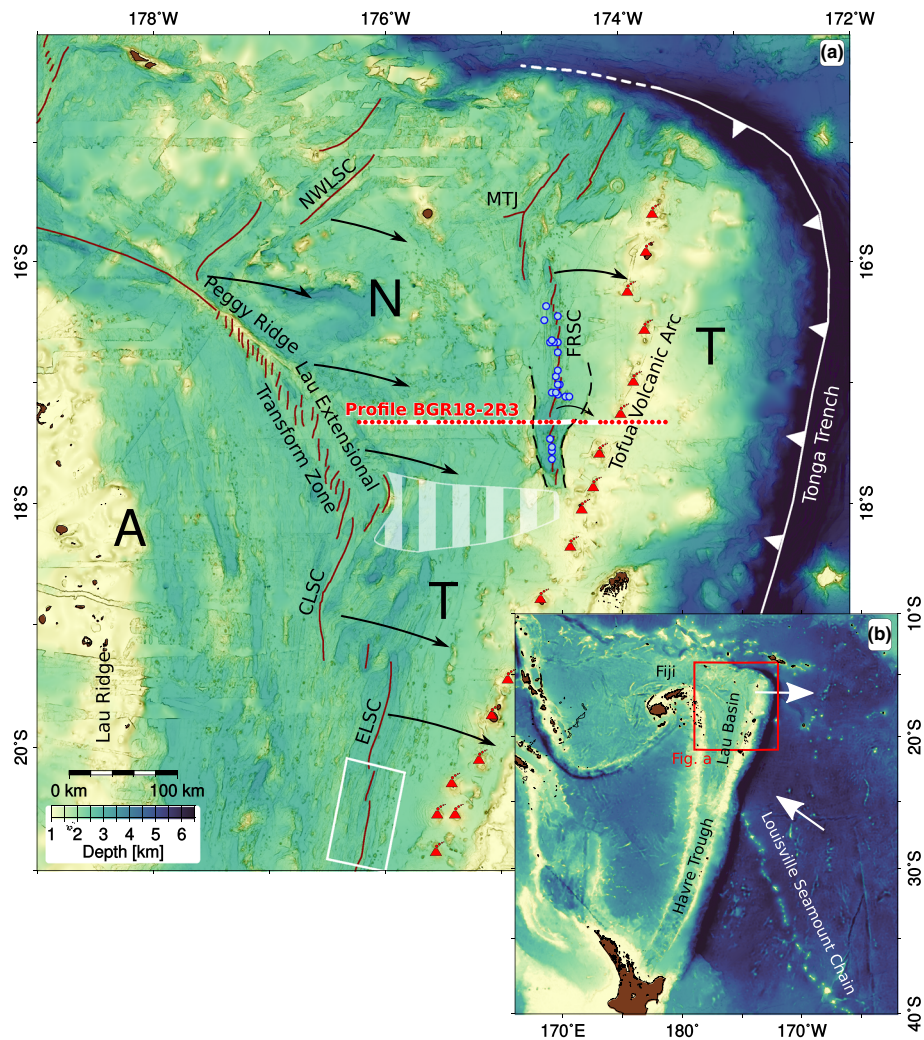 178°W
176°W
174°W
172°W
(a)
NWLSC
MTJ
16°S
N
T
Peggy Ridge
FRSC
Lau Extensional
Transform Zone
Profile BGR18-2R3
Tofua Volcanic Arc
Tonga Trench
18°S
A
T
CLSC
Lau Ridge
ELSC
20°S
0 km
100 km
1
2
3
4
5
6
Depth [km]
10°S
(b)
Fiji
Lau Basin
20°S
Fig. a
Havre Trough
Louisville Seamount Chain
30°S
40°S
170°E
180°
170°W